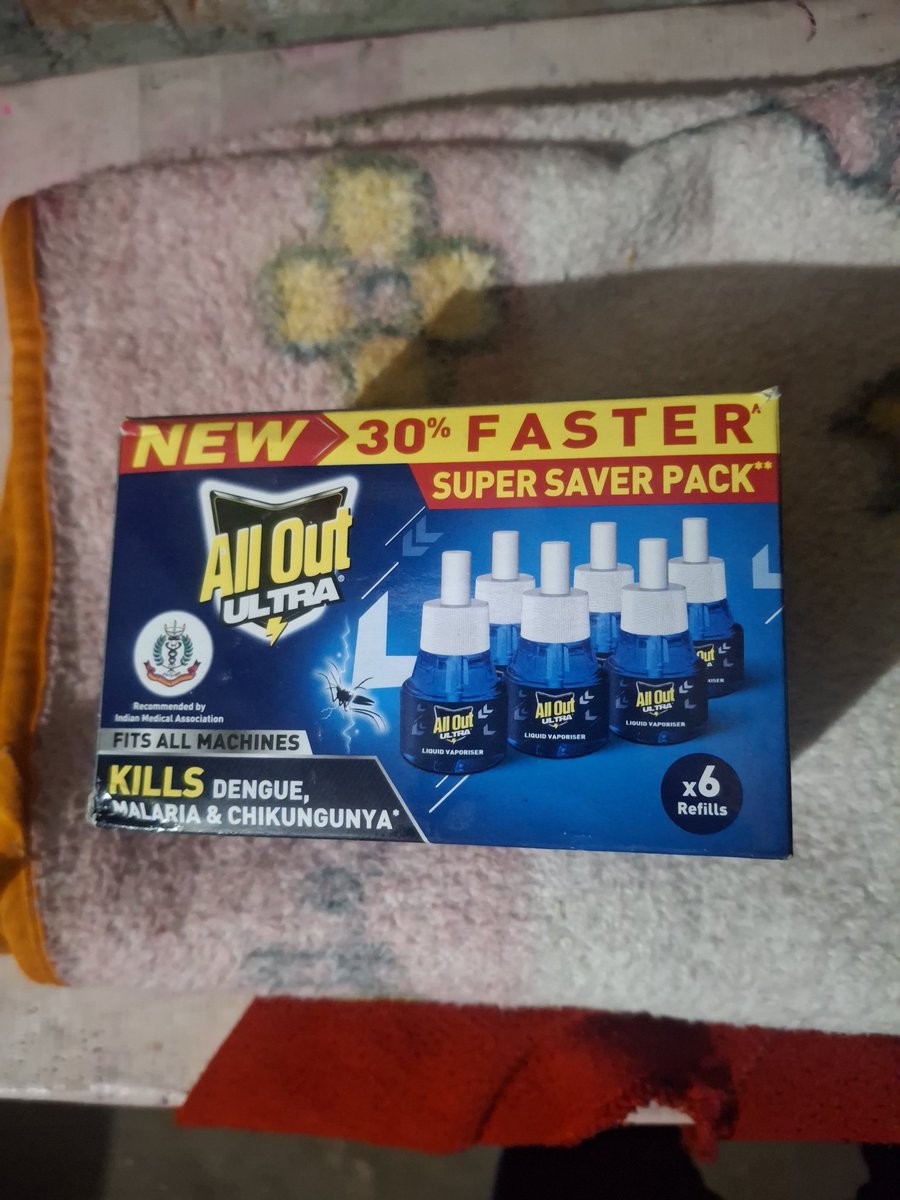 NEW 30% FASTER^
SUPER SAVER PACK**
All Out
ULTRA®
Recommended by
Indian Medical Association
FITS ALL MACHINES
KILLS DENGUE,
MALARIA & CHIKUNGUNYA*
All Out
ULTRA
LIQUID VAPORISER
All Out
ULTRA
LIQUID VAPORISER
All Out
ULTRA
LIQUID VAPORISER
x6
Refills